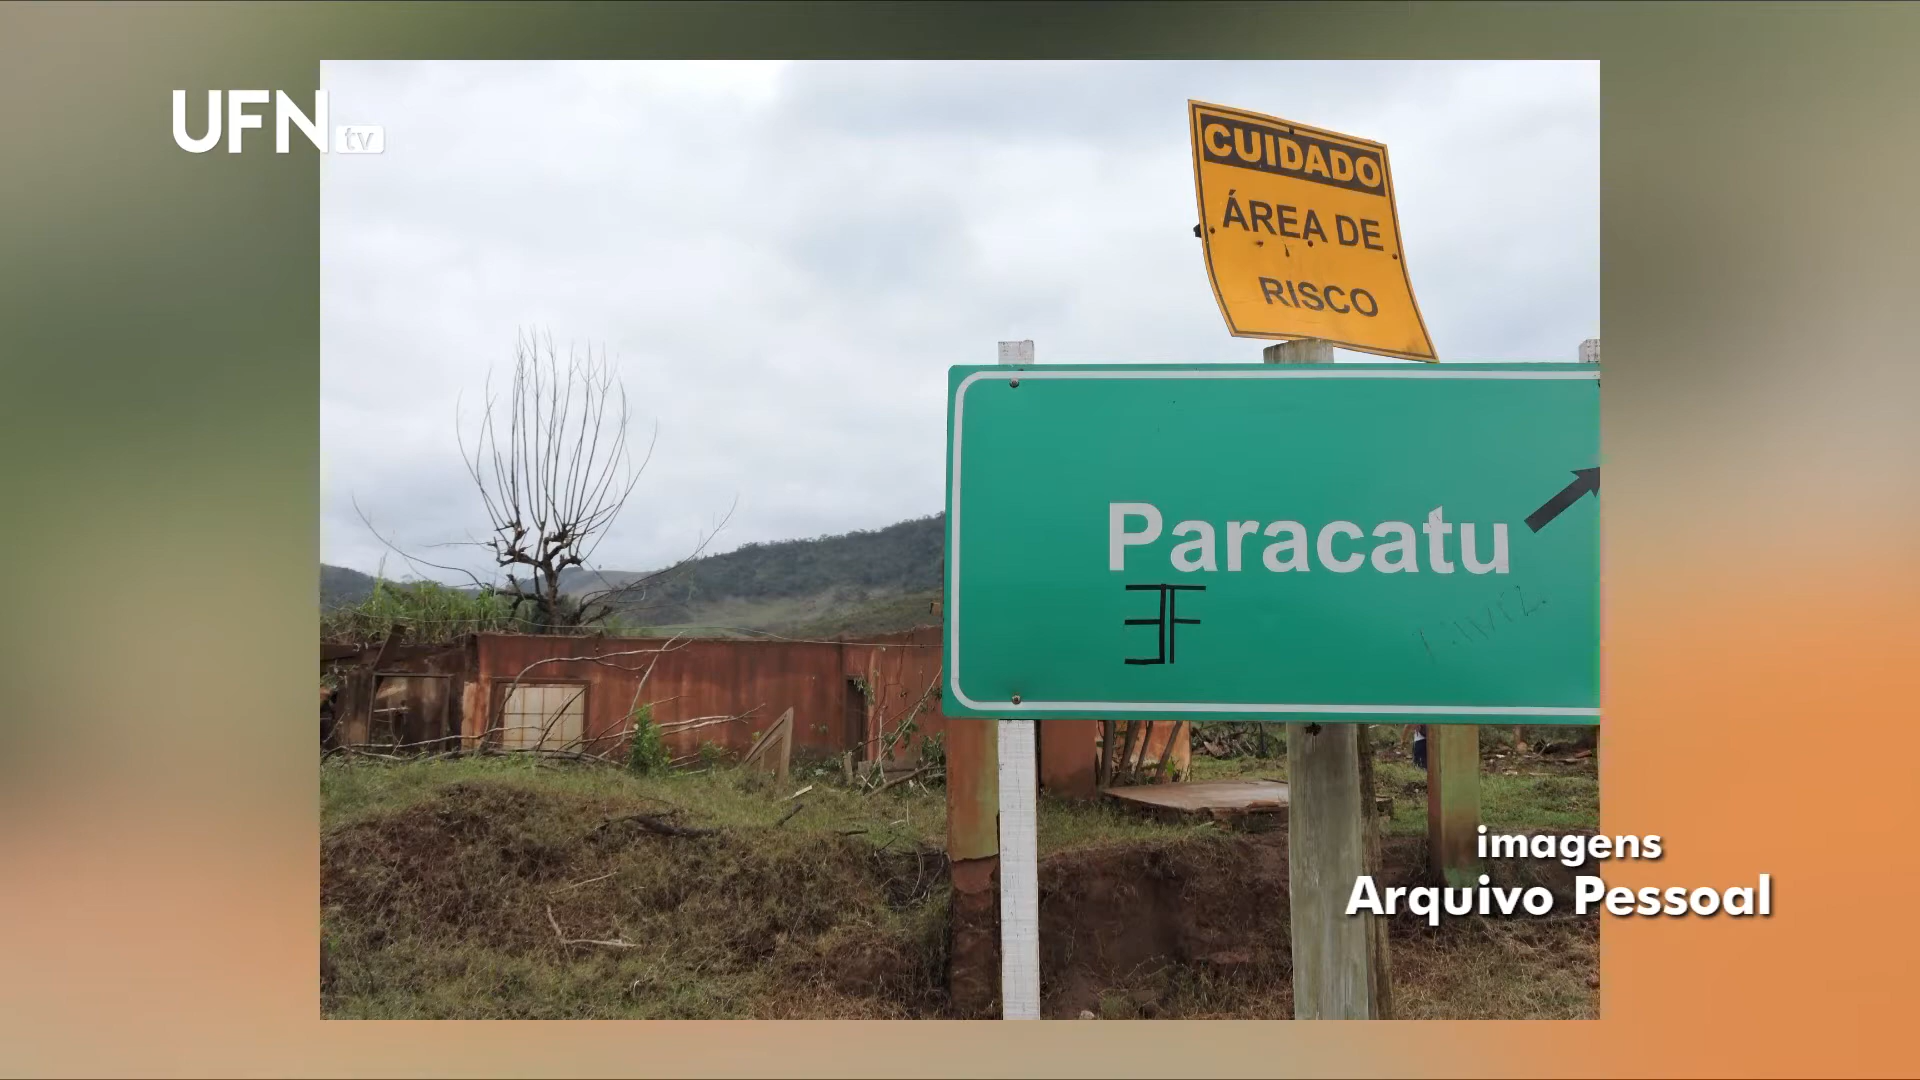 UFN tv
CUIDADO
ÁREA DE
RISCO
Paracatu
imagens
Arquivo Pessoal